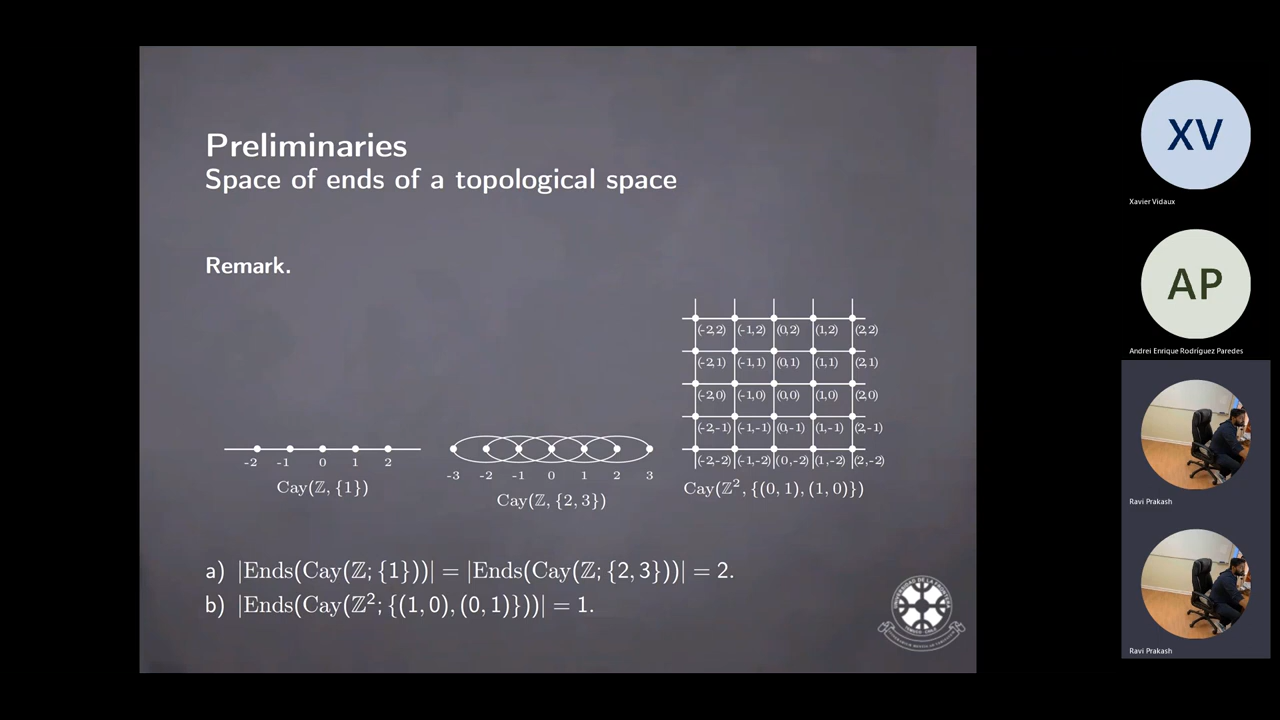 Preliminaries
Space of ends of a topological space
Remark.
(-2,2) (-1,2) (0,2) (1,2) (2,2)
(-2,1) (-1,1) (0,1) (1,1) (2,1)
(-2,0) (-1,0) (0,0) (1,0) (2,0)
(-2,-1) (-1,-1) (0,-1) (1,-1) (2,-1)
(-2,-2) (-1,-2) (0,-2) (1,-2) (2,-2)
-2 -1 0 1 2
Cay(ℤ, {1})
-3 -2 -1 0 1 2 3
Cay(ℤ, {2, 3})
Cay(ℤ², {(0, 1), (1, 0)})
a) |Ends(Cay(ℤ; {1}))| = |Ends(Cay(ℤ; {2, 3}))| = 2.
b) |Ends(Cay(ℤ²; {(1, 0), (0, 1)}))| = 1.
XV
Xavier Vidaux
AP
Andrei Enrique Rodríguez Paredes
Ravi Prakash
Ravi Prakash